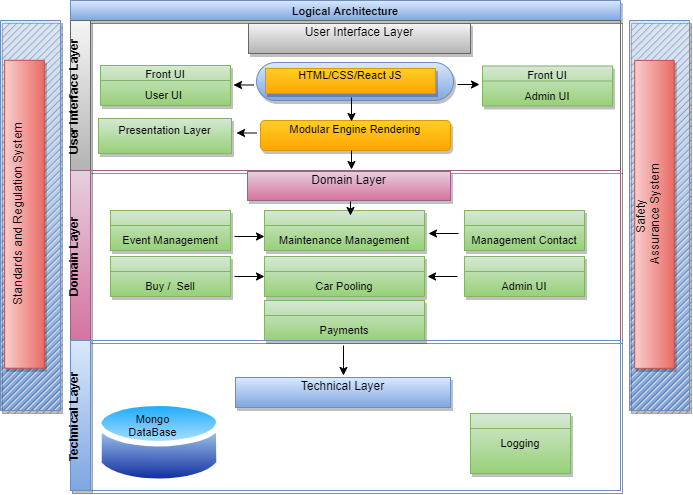 Logical Architecture
User Interface Layer
User Interface Layer
Front UI
User UI
HTML/CSS/React JS
Front UI
Admin UI
Presentation Layer
Modular Engine Rendering
Standards and Regulation System
Safety
Assurance System
Domain Layer
Domain Layer
Event Management
Maintenance Management
Management Contact
Buy / Sell
Car Pooling
Admin UI
Payments
Technical Layer
Technical Layer
Mongo
DataBase
Logging